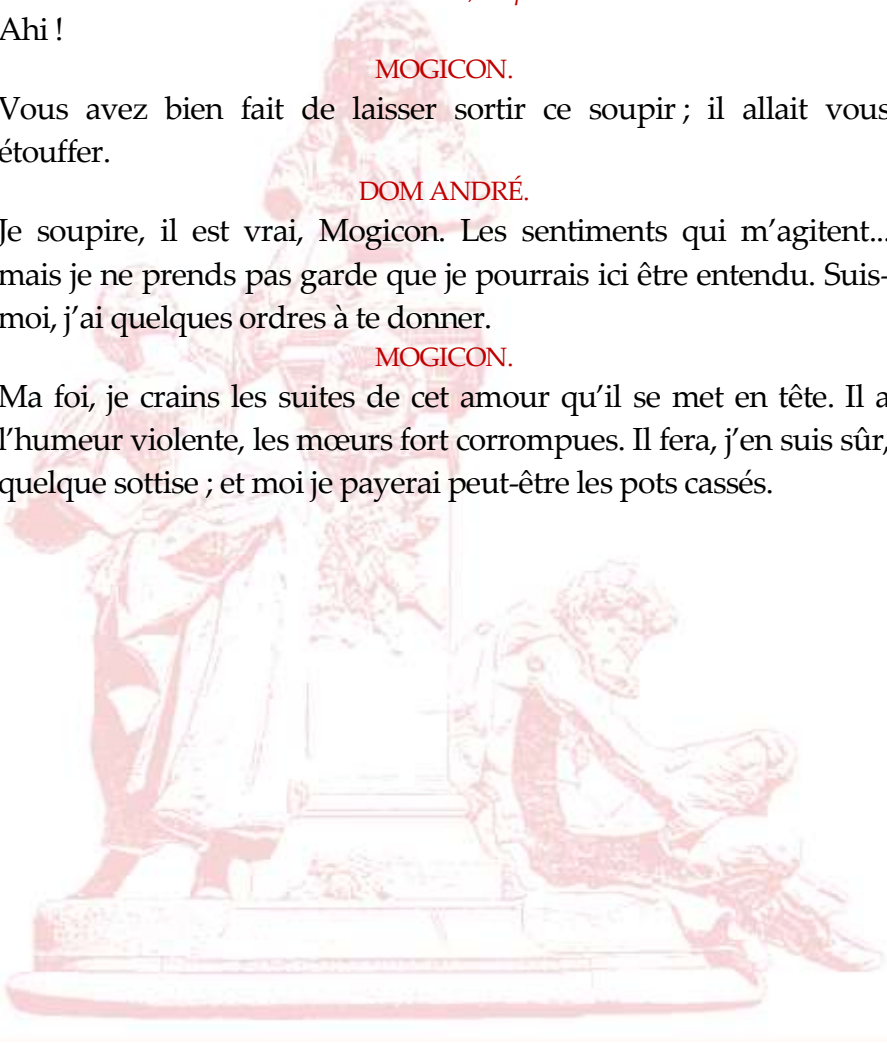 Ahi !
MOGICON.
Vous avez bien fait de laisser sortir ce soupir ; il allait vous
étouffer.
DOM ANDRÉ.
Je soupire, il est vrai, Mogicon. Les sentiments qui m’agitent...
mais je ne prends pas garde que je pourrais ici être entendu. Suis-
moi, j’ai quelques ordres à te donner.
MOGICON.
Ma foi, je crains les suites de cet amour qu’il se met en tête. Il a
l’humeur violente, les mœurs fort corrompues. Il fera, j’en suis sûr,
quelque sottise ; et moi je payerai peut-être les pots cassés.